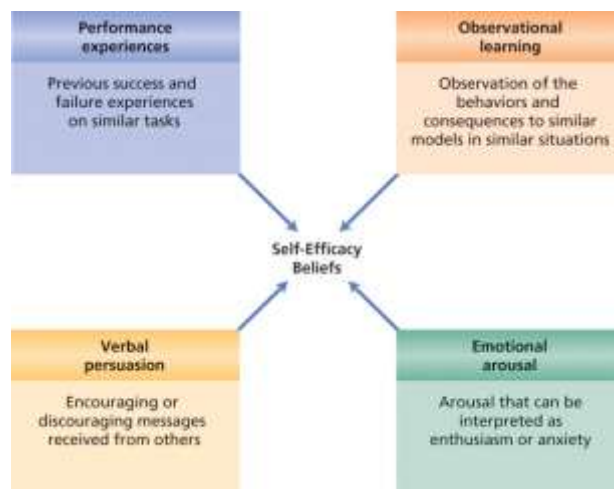 Performance
experiences
Previous success and
failure experiences
on similar tasks
Observational
learning
Observation of the
behaviors and
consequences to similar
models in similar situations
Self-Efficacy
Beliefs
Verbal
persuasion
Encouraging or
discouraging messages
received from others
Emotional
arousal
Arousal that can be
interpreted as
enthusiasm or anxiety